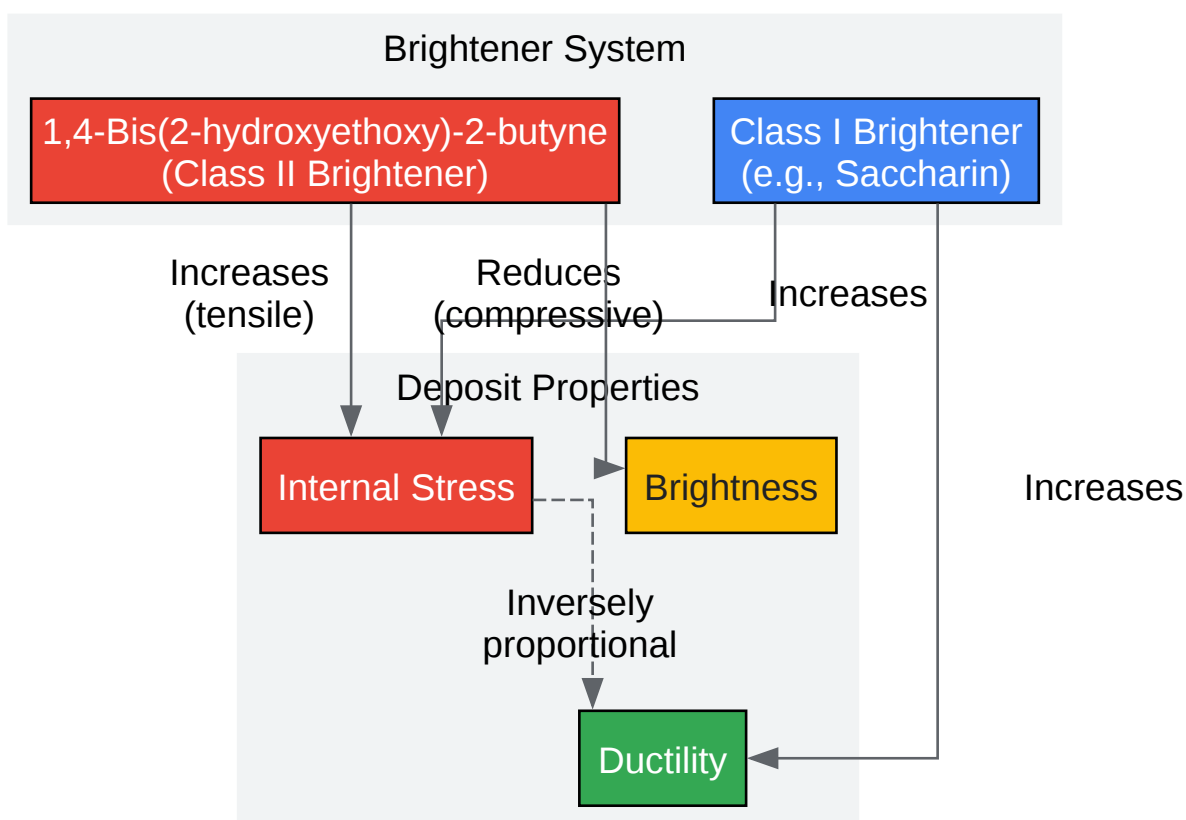 Brightener System
1,4-Bis(2-hydroxyethoxy)-2-butyne
(Class II Brightener)
Class I Brightener
(e.g., Saccharin)
Increases
(tensile)
Reduces
(compressive)
Increases
Deposit Properties
Internal Stress
Brightness
Increases
Inversely
proportional
Ductility